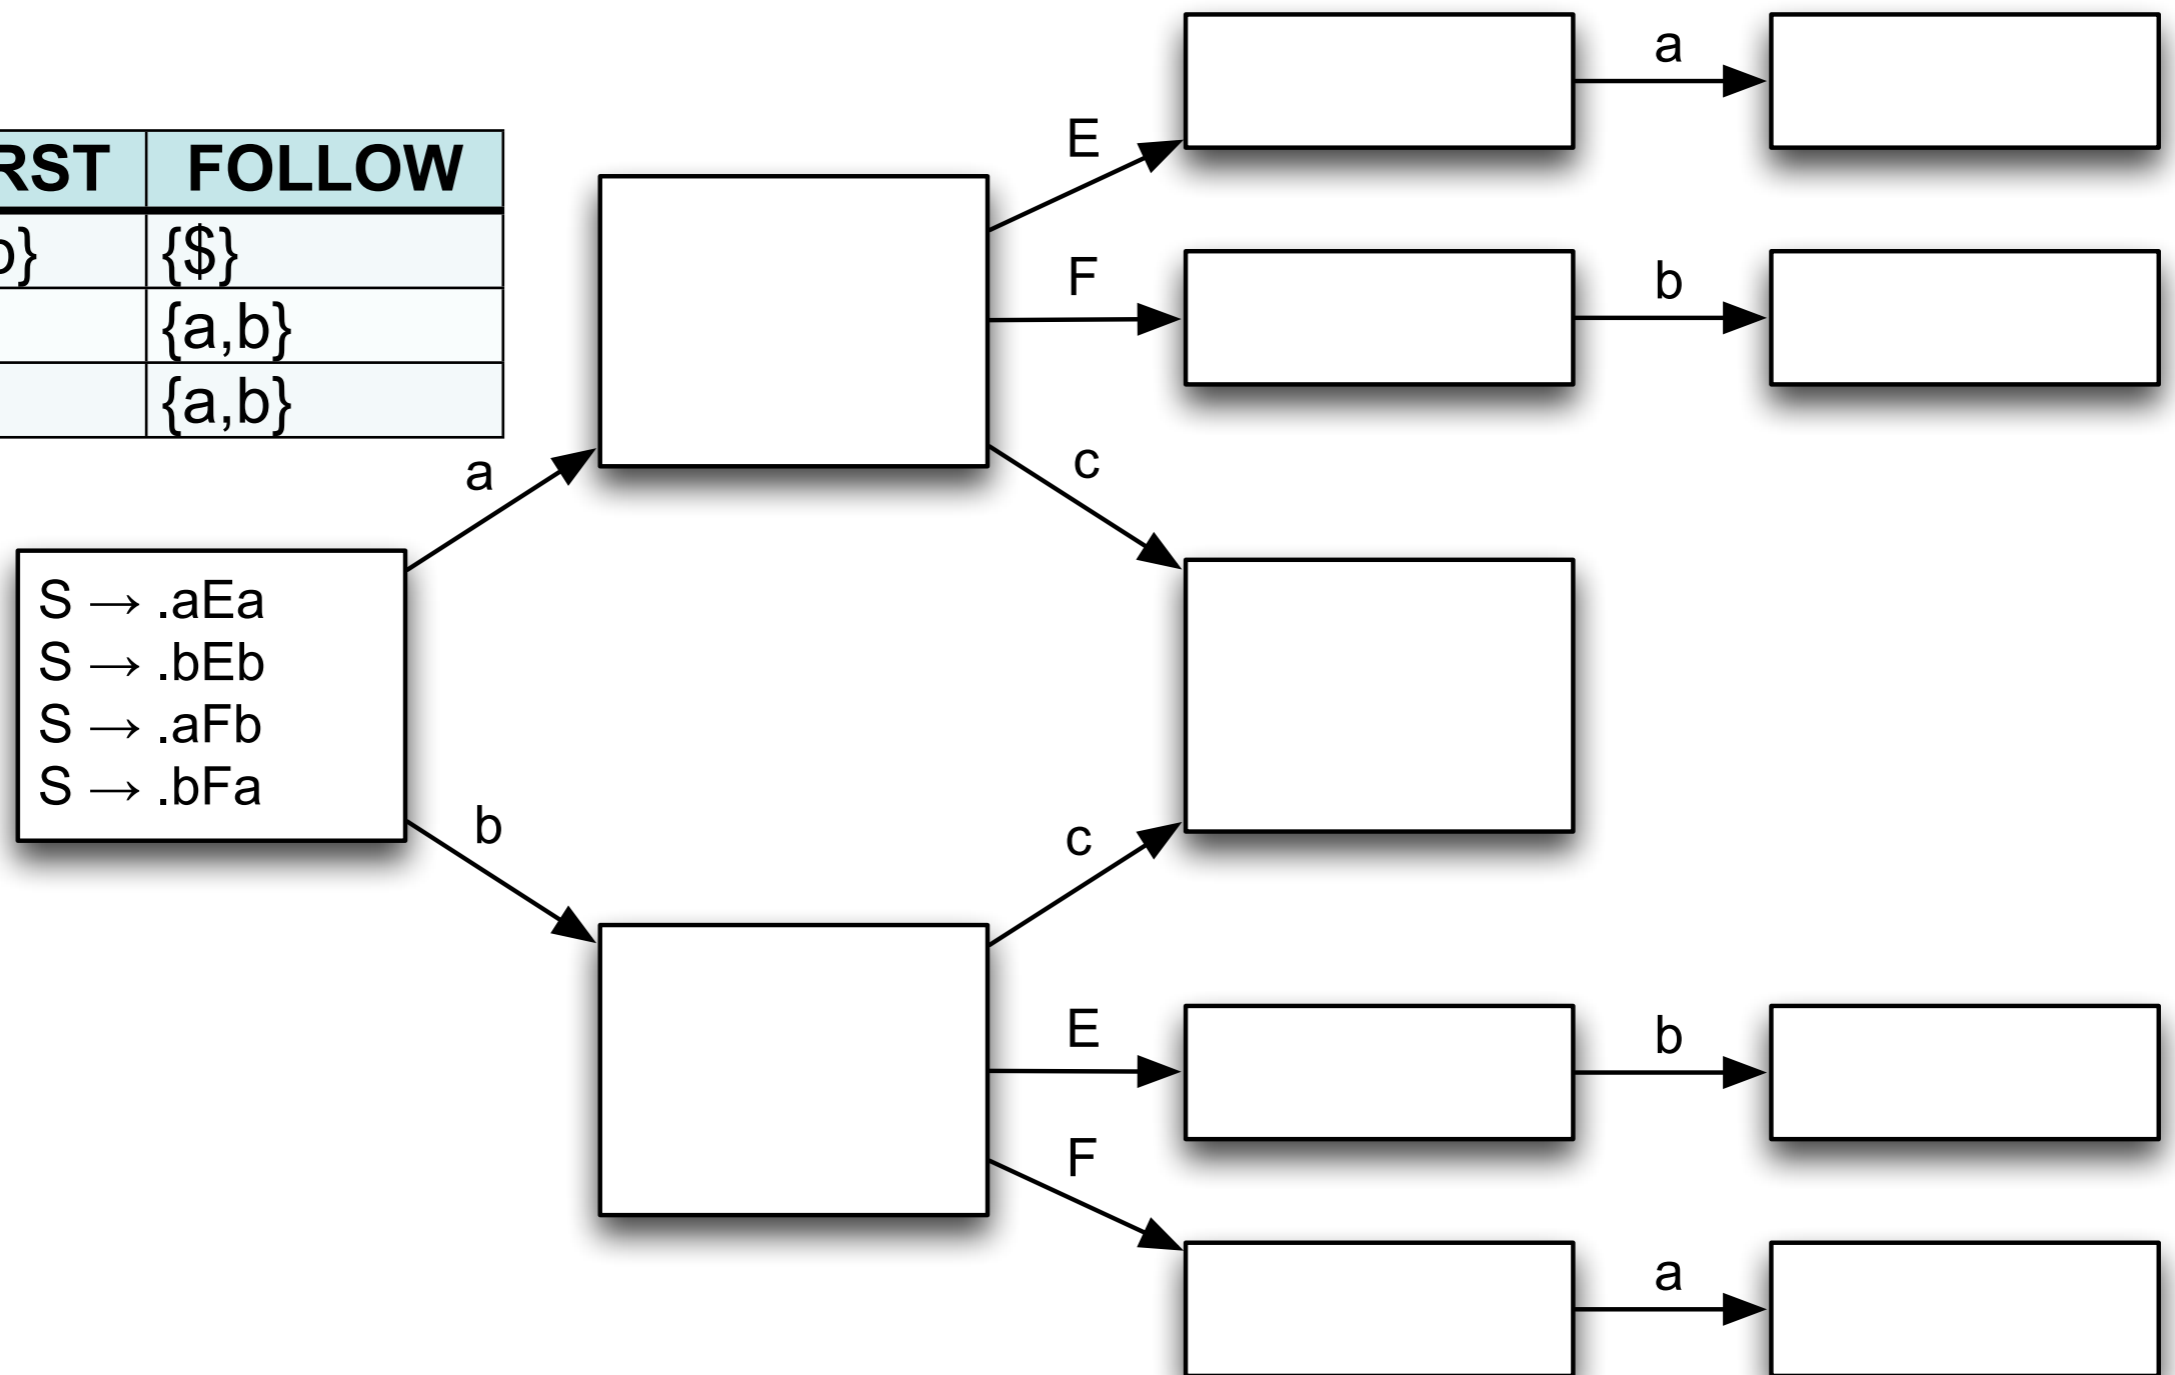 RST FOLLOW
b} {$}
{a,b}
{a,b}
a
S → .aEa
S → .bEb
S → .aFb
S → .bFa
b
E
F
c
c
E
F
a
b
b
a